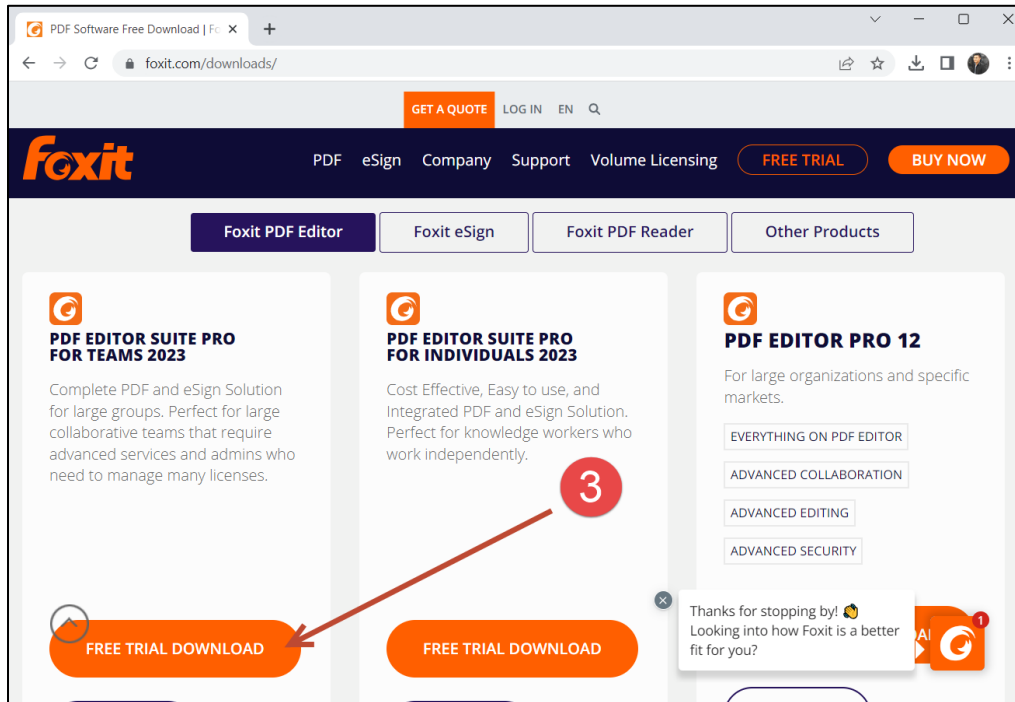 PDF Software Free Download | Fo
foxit.com/downloads/
GET A QUOTE LOG IN EN
Foxit
PDF eSign Company Support Volume Licensing FREE TRIAL BUY NOW
Foxit PDF Editor Foxit eSign Foxit PDF Reader Other Products
PDF EDITOR SUITE PRO
FOR TEAMS 2023
Complete PDF and eSign Solution
for large groups. Perfect for large
collaborative teams that require
advanced services and admins who
need to manage many licenses.
FREE TRIAL DOWNLOAD
PDF EDITOR SUITE PRO
FOR INDIVIDUALS 2023
Cost Effective, Easy to use, and
Integrated PDF and eSign Solution.
Perfect for knowledge workers who
work independently.
3
FREE TRIAL DOWNLOAD
PDF EDITOR PRO 12
For large organizations and specific
markets.
EVERYTHING ON PDF EDITOR
ADVANCED COLLABORATION
ADVANCED EDITING
ADVANCED SECURITY
Thanks for stopping by!
Looking into how Foxit is a better
fit for you?
1